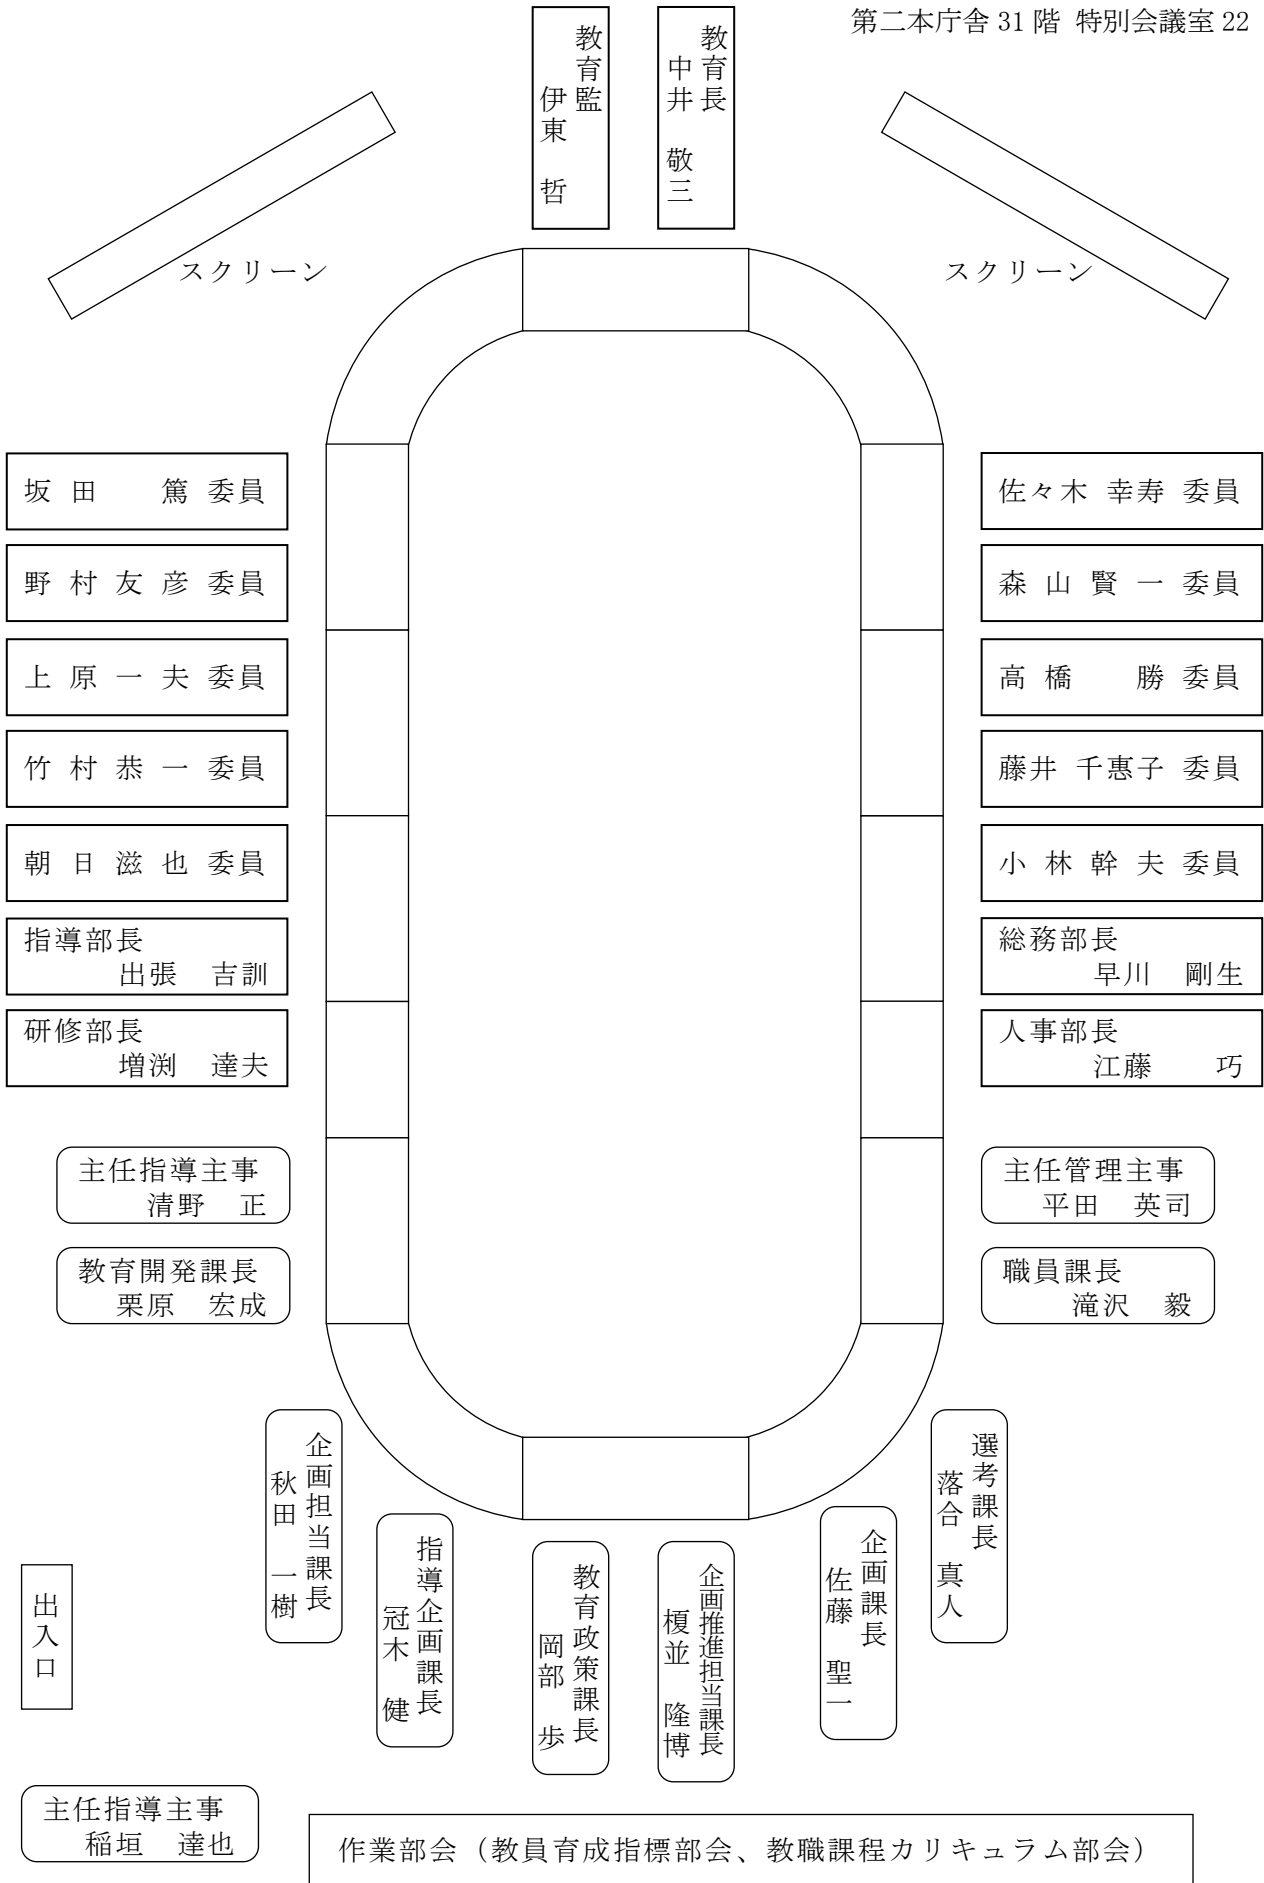 第二本庁舎 31 階 特別会議室 22
教育長
中井 敬三
教育監
伊東 哲
スクリーン
スクリーン
坂田 篤 委員
佐々木 幸寿 委員
野村友彦 委員
森山賢一 委員
上原一夫 委員
高橋 勝 委員
竹村恭一 委員
藤井 千惠子 委員
朝日滋也 委員
小林幹夫 委員
指導部長
出張 吉訓
総務部長
早川 剛生
研修部長
増渕 達夫
人事部長
江藤 巧
主任指導主事
清野 正
主任管理主事
平田 英司
教育開発課長
栗原 宏成
職員課長
滝沢 毅
企画担当課長
秋田 一樹
指導企画課長
冠木 健
教育政策課長
岡部 歩
企画推進担当課長
榎並 隆博
企画課長
佐藤 聖一
選考課長
落合 真人
出入口
主任指導主事
稲垣 達也
作業部会（教員育成指標部会、教職課程カリキュラム部会）